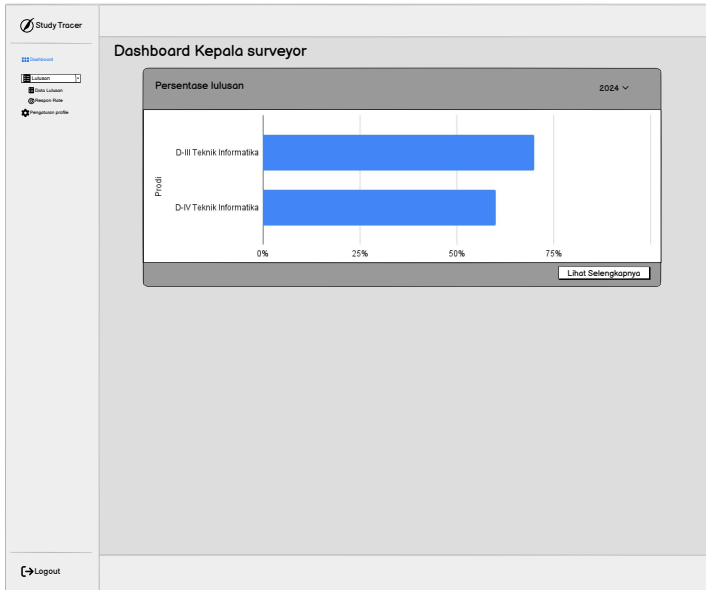 Study Tracer
Dashboard
Lulusan
Data Lulusan
Respon Rate
Pengaturan profile
Logout
Dashboard Kepala surveyor
Persentase lulusan
2024
Prodi
D-III Teknik Informatika
D-IV Teknik Informatika
0%
25%
50%
75%
Lihat Selengkapnya